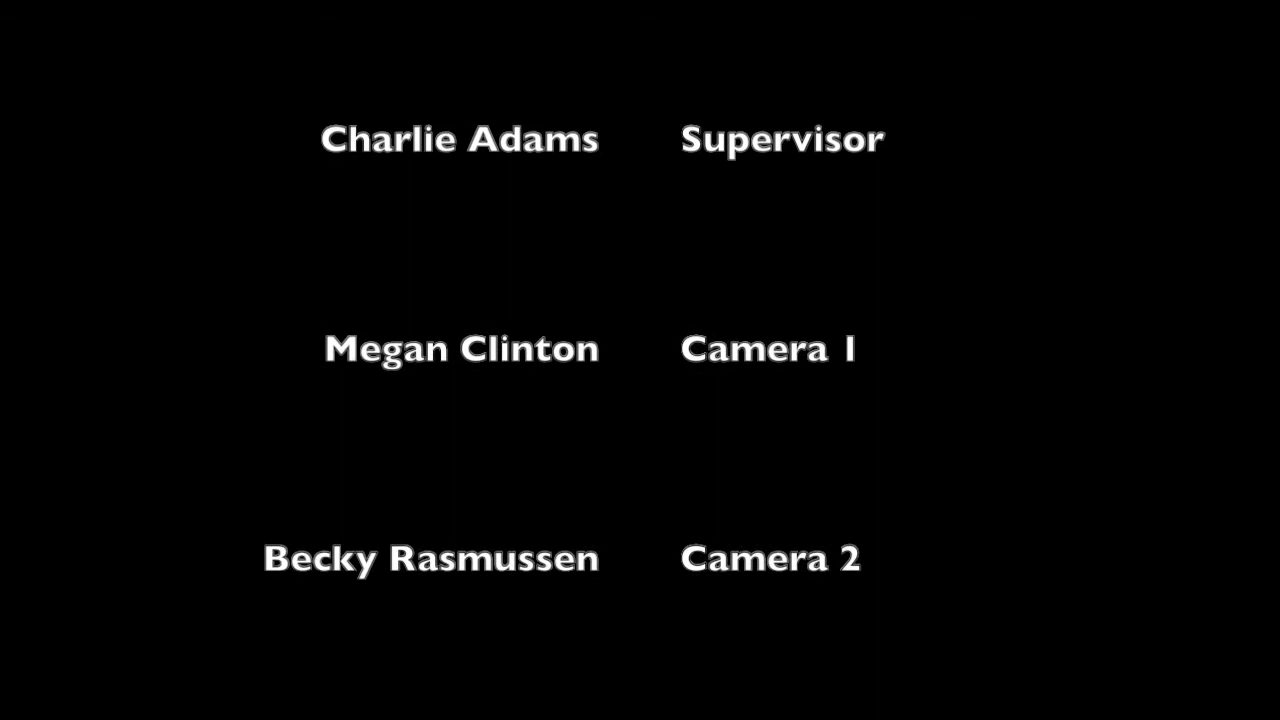 Charlie Adams Supervisor
Megan Clinton Camera 1
Becky Rasmussen Camera 2